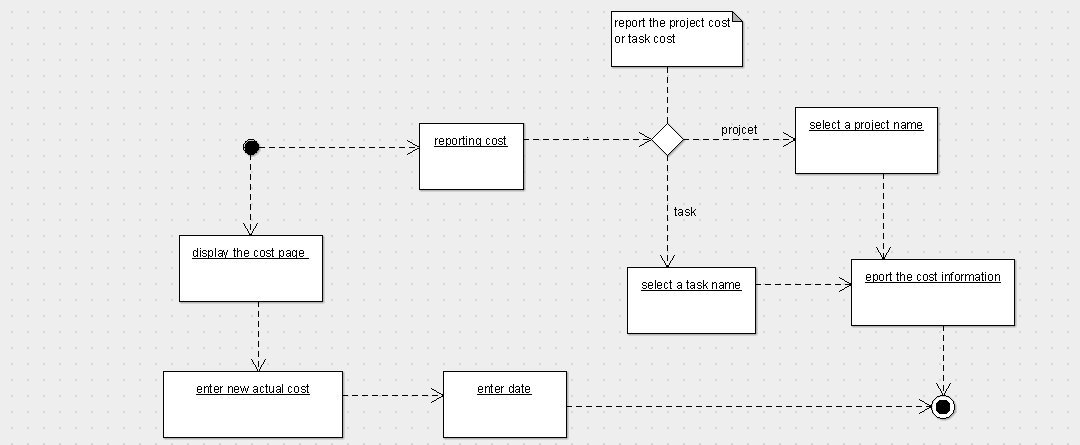 report the project cost
or task cost
reporting cost
projcet
select a project name
task
display the cost page
select a task name
eport the cost information
enter new actual cost
enter date